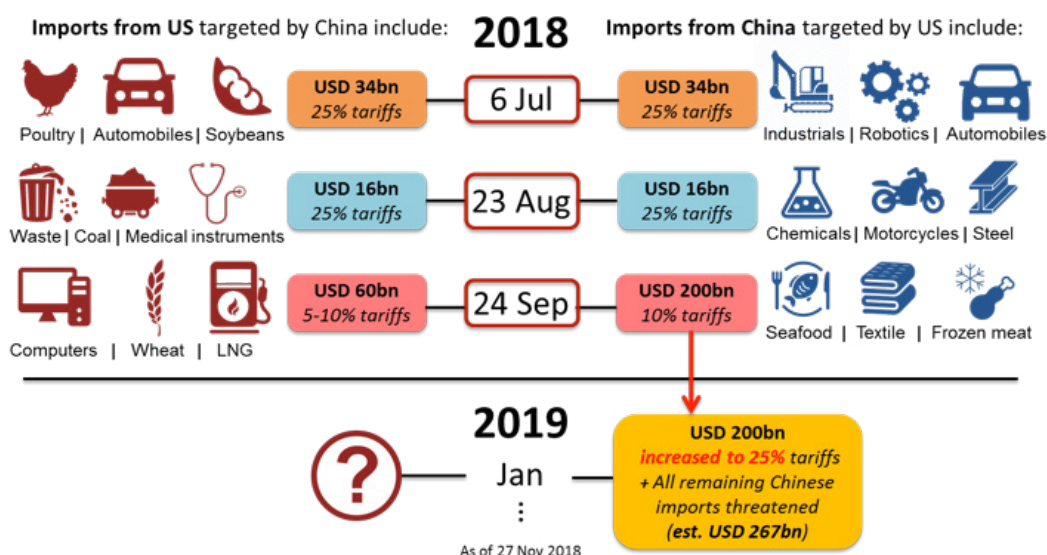 Imports from US targeted by China include:
2018
Imports from China targeted by US include:
USD 34bn
25% tariffs
6 Jul
USD 34bn
25% tariffs
Poultry | Automobiles | Soybeans
Industrials | Robotics | Automobiles
USD 16bn
25% tariffs
23 Aug
USD 16bn
25% tariffs
Waste | Coal | Medical instruments
Chemicals | Motorcycles | Steel
USD 60bn
5-10% tariffs
24 Sep
USD 200bn
10% tariffs
Computers | Wheat | LNG
Seafood | Textile | Frozen meat
2019
?
Jan
⋮
USD 200bn
increased to 25% tariffs
+ All remaining Chinese
imports threatened
(est. USD 267bn)
As of 27 Nov 2018